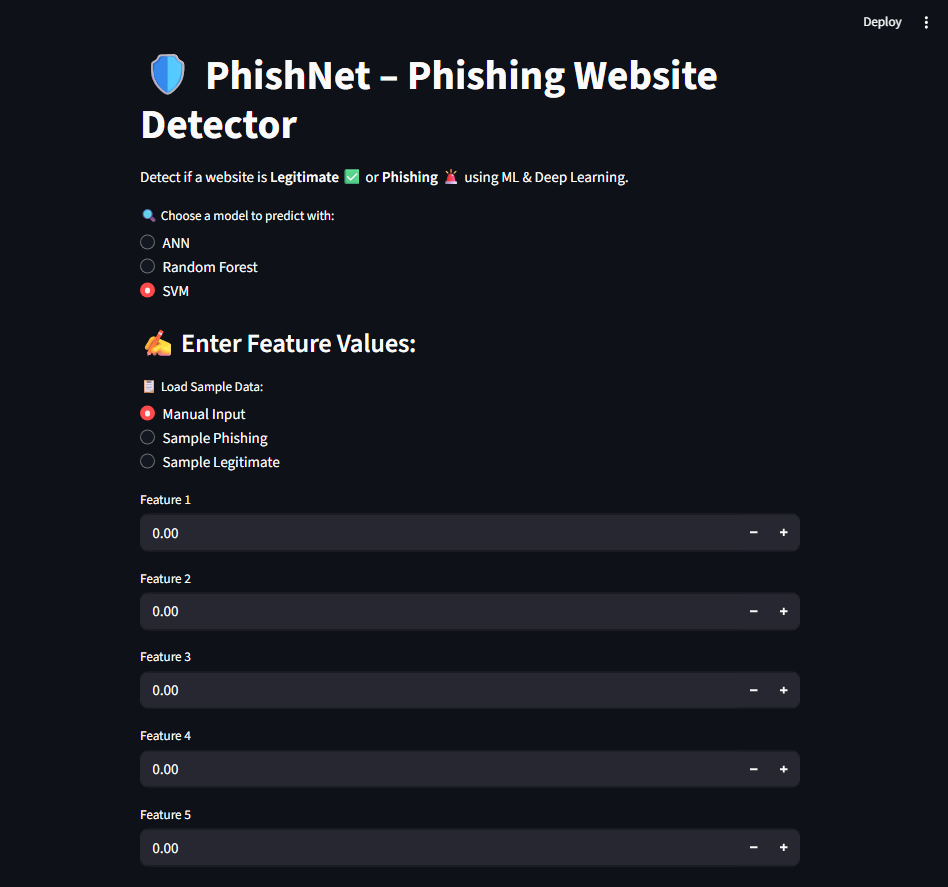 Deploy
PhishNet – Phishing Website
Detector
Detect if a website is Legitimate ✅ or Phishing 🚨 using ML & Deep Learning.
🔍 Choose a model to predict with:
ANN
Random Forest
SVM
✍️ Enter Feature Values:
📋 Load Sample Data:
Manual Input
Sample Phishing
Sample Legitimate
Feature 1
0.00
Feature 2
0.00
Feature 3
0.00
Feature 4
0.00
Feature 5
0.00